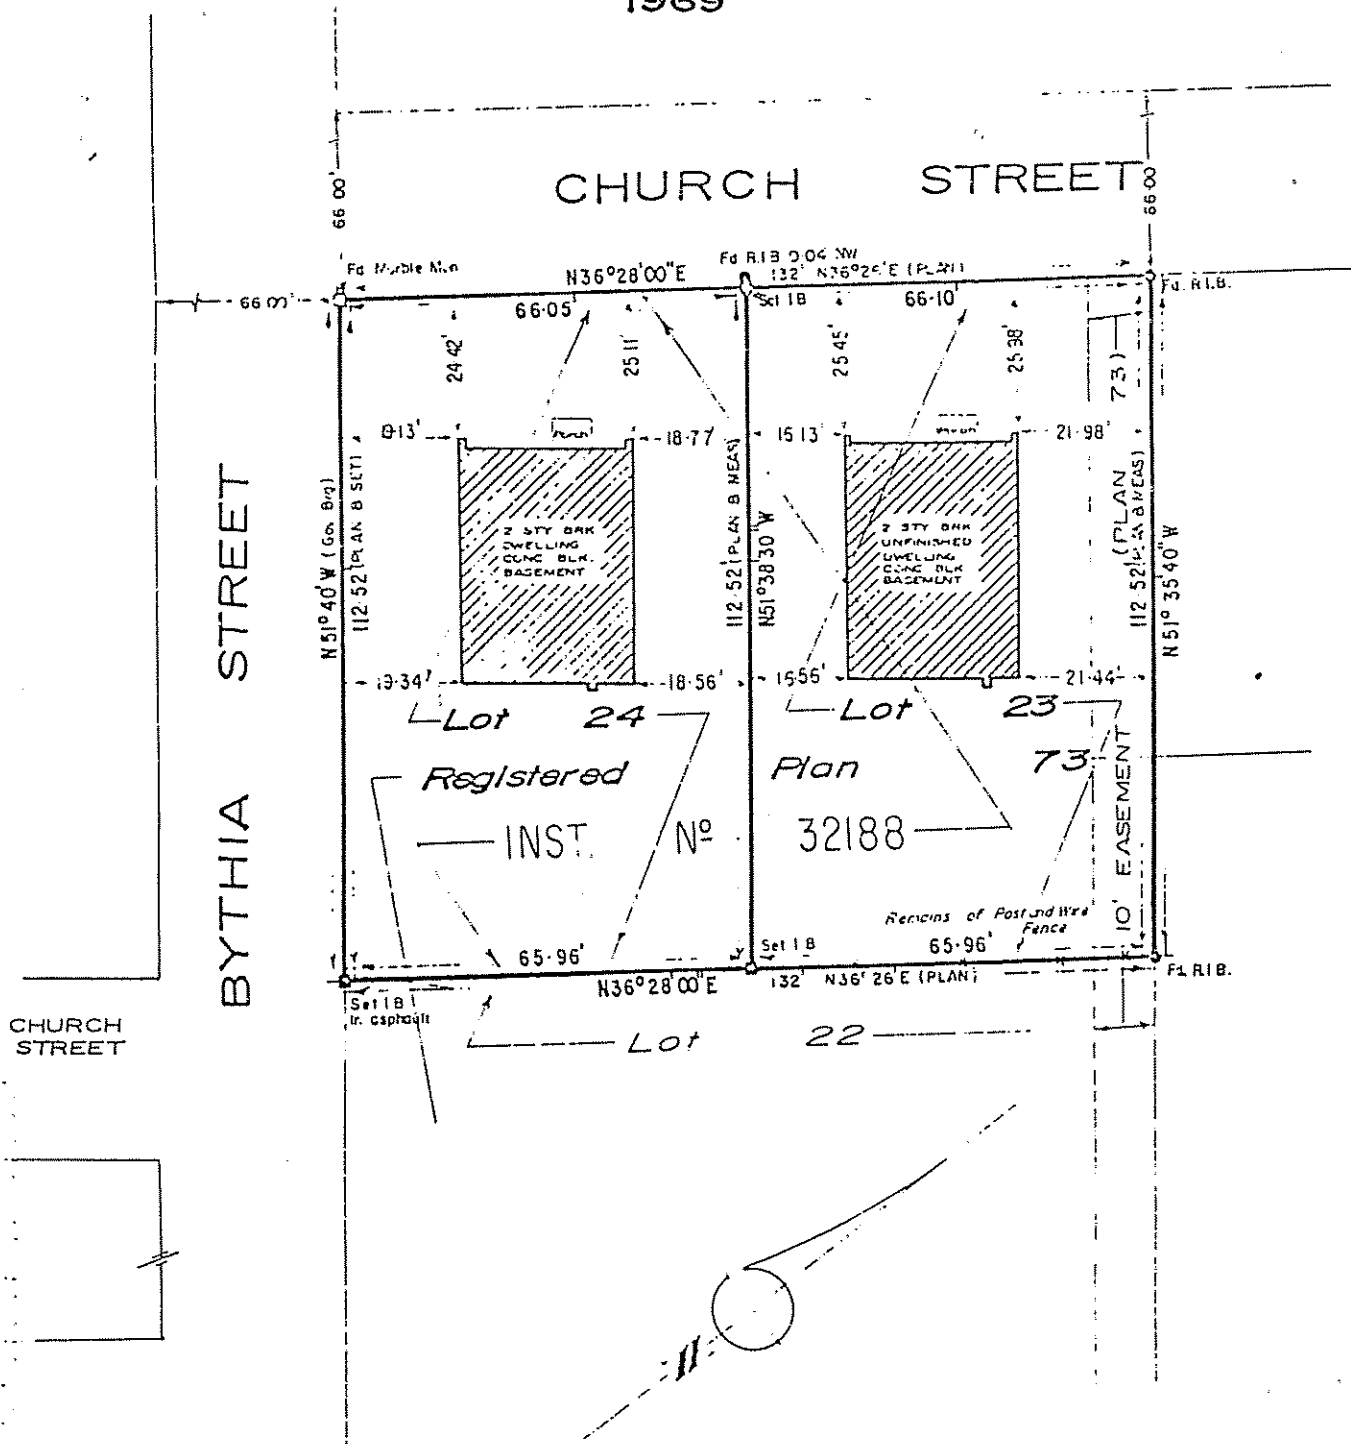 1969
CHURCH STREET
66.00'
66.00
Fd Marble Mon
N36°28'00"E
Fd R.I.B 0.04 NW
132' N36°26'E (PLAN)
Fd. R.I.B.
66.05'
Set I B
66.10'
24.42'
25.11'
25.45'
25.38'
18.77'
15.13'
21.98'
Porch
2 STY BRK
DWELLING
CONC BLK.
BASEMENT
2 STY BRK
UNFINISHED
DWELLING
CONC BLK
BASEMENT
N51°40'W (Gov. Brg)
112.52' (PLAN & SET)
112.52' (PLAN & MEAS)
N51°38'30"W
(PLAN 73)
112.52' (PLAN & MEAS)
N51°35'40"W
BYTHIA STREET
19.34'
18.56'
15.56'
21.44'
Lot 24
Lot 23
Registered Plan 73
INST. Nº 32188
10' EASEMENT
Remains of Post and Wire
Fence
65.96'
Set I B
65.96'
N36°28'00"E
132' N36°26'E (PLAN)
Fd. R.I.B.
Set I B
In asphault
CHURCH
STREET
Lot 22